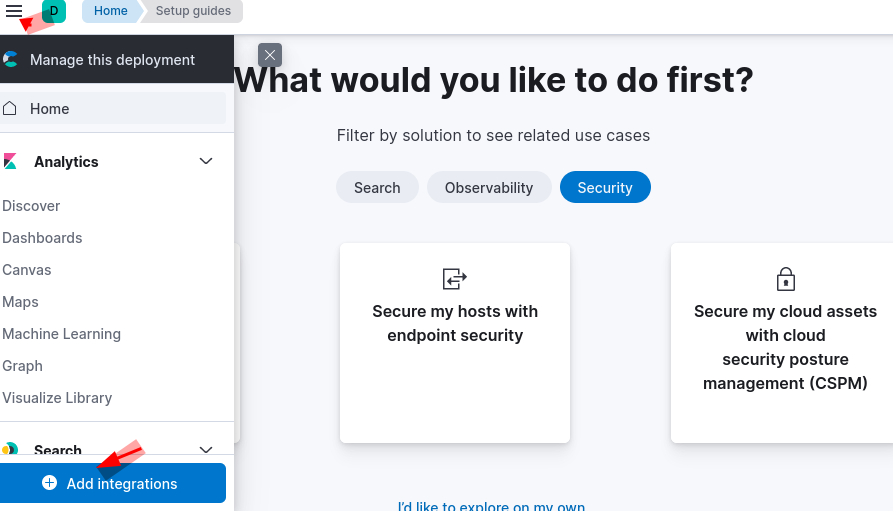 D
Home
Setup guides
Manage this deployment
Home
Analytics
Discover
Dashboards
Canvas
Maps
Machine Learning
Graph
Visualize Library
Search
Add integrations
What would you like to do first?
Filter by solution to see related use cases
Search
Observability
Security
Secure my hosts with
endpoint security
Secure my cloud assets
with cloud
security posture
management (CSPM)
I'd like to explore on my own